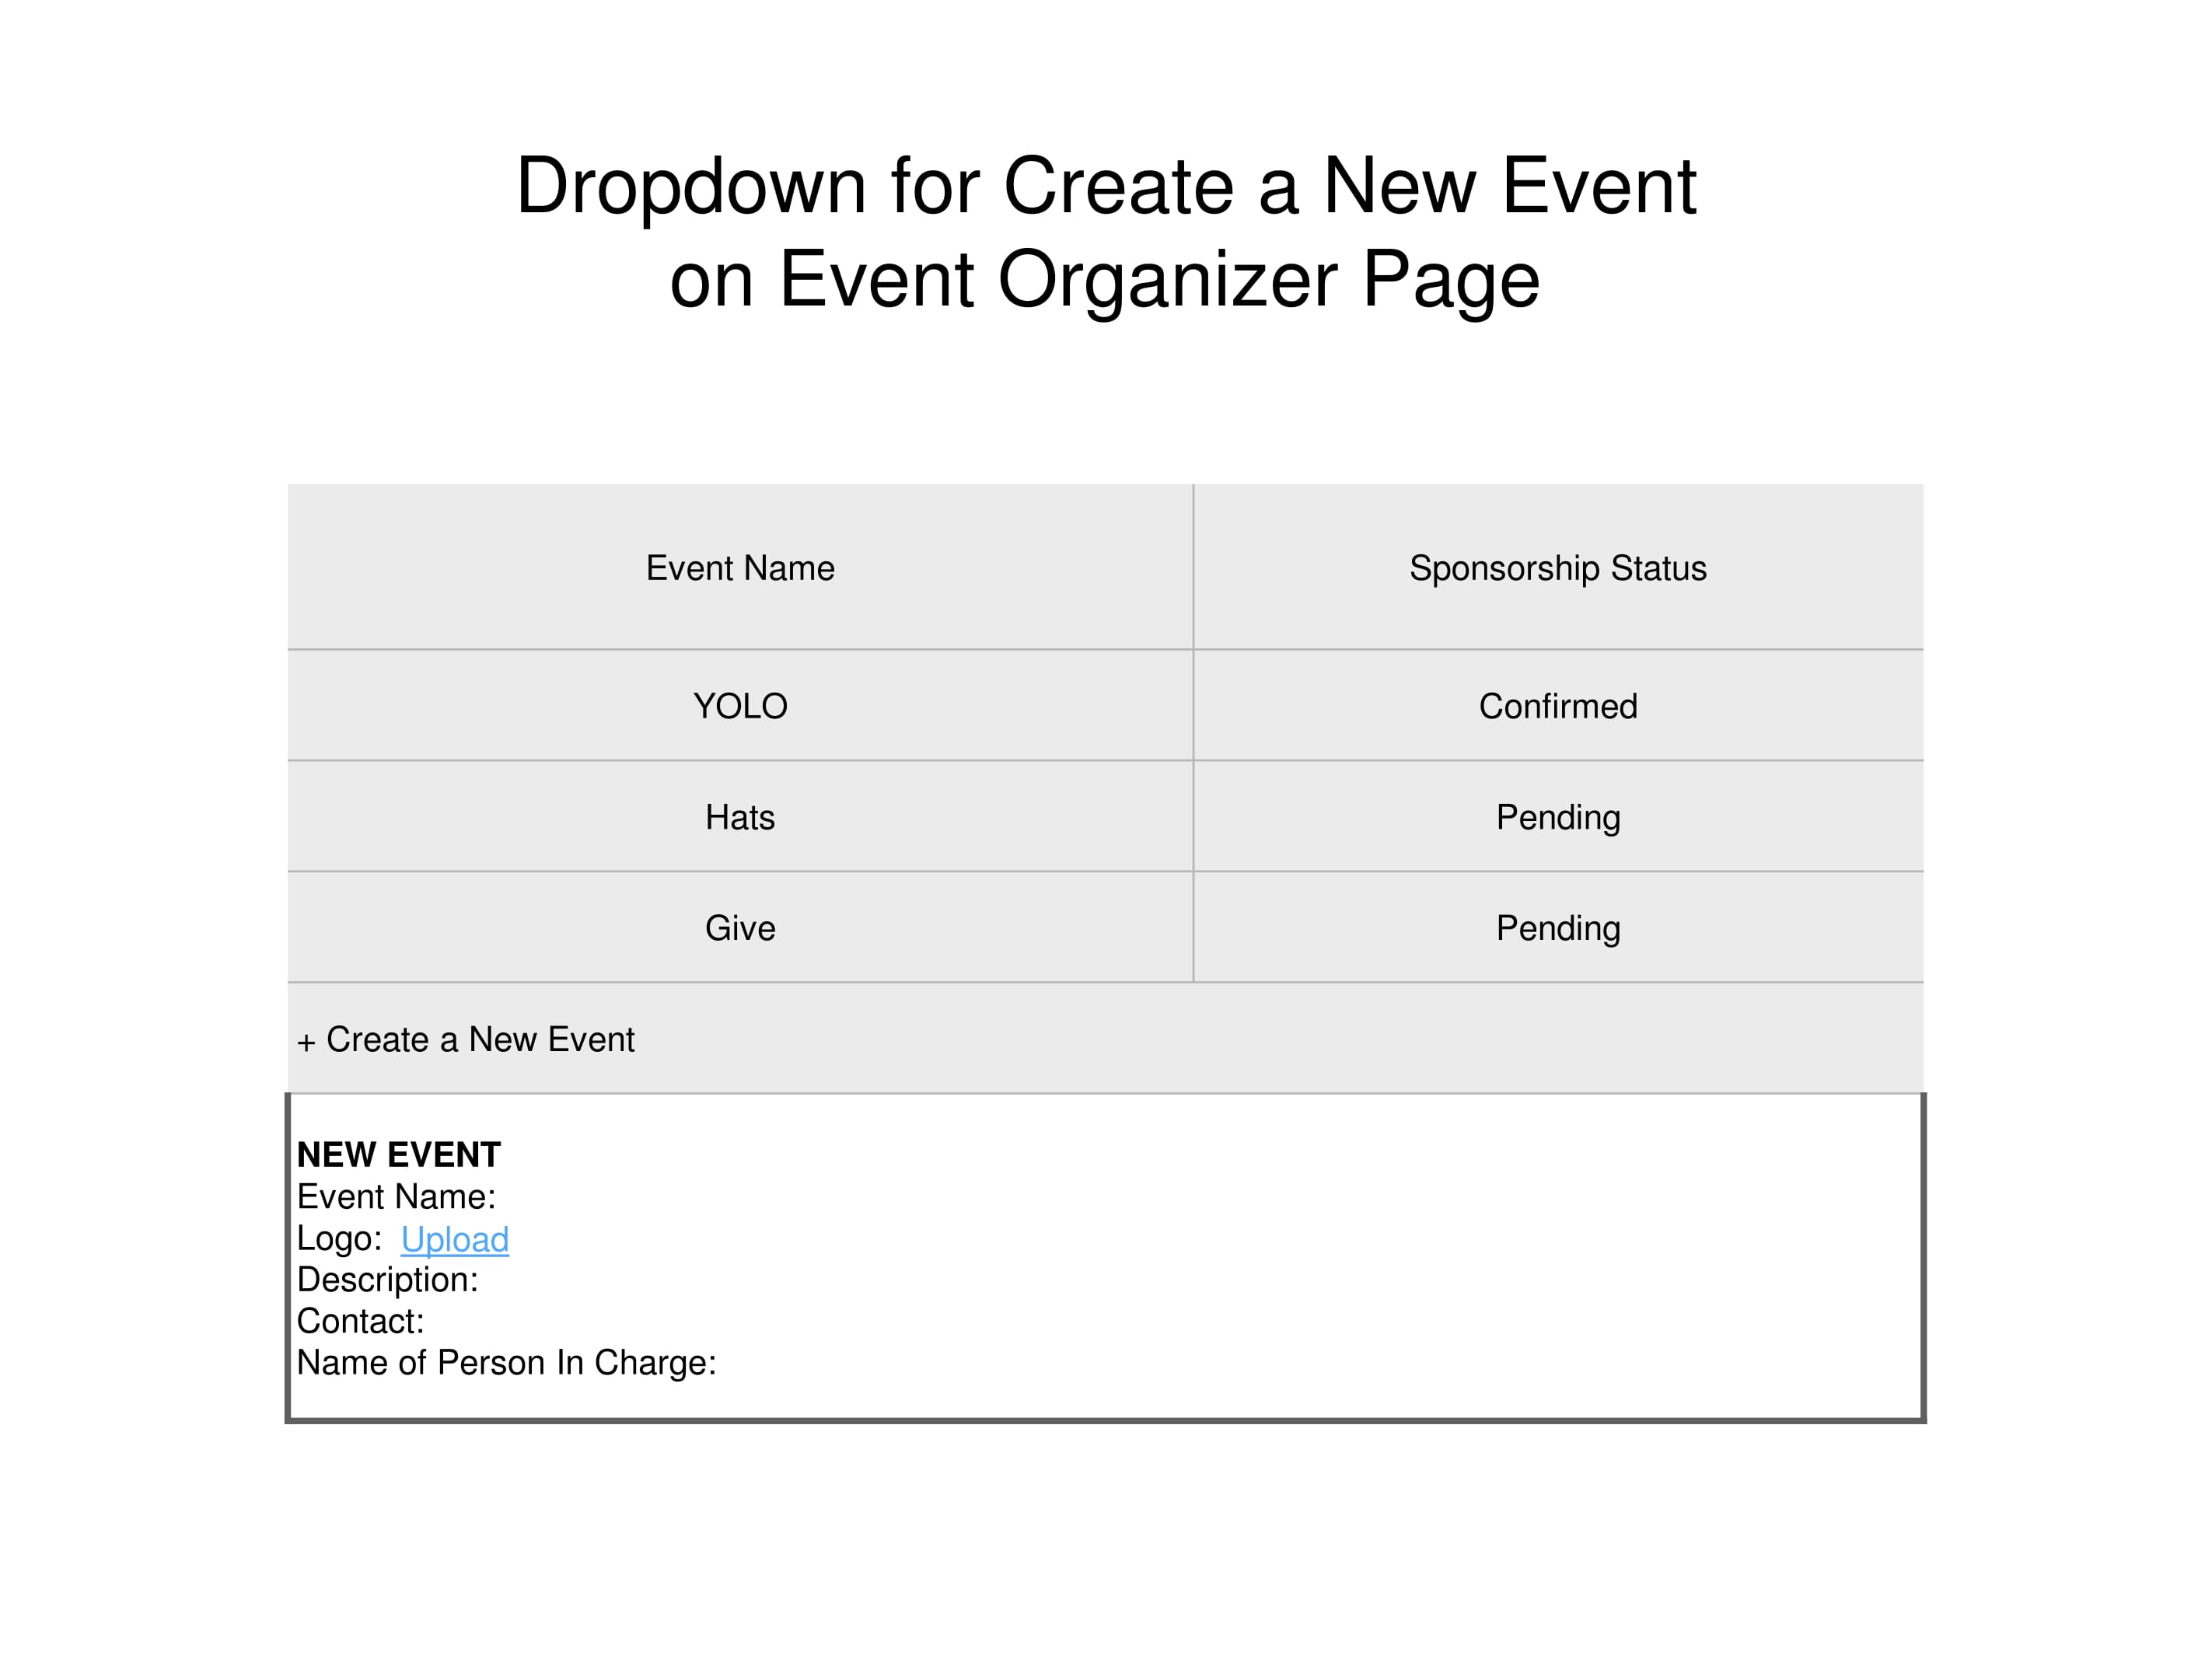 Dropdown for Create a New Event
on Event Organizer Page
Event Name Sponsorship Status
YOLO Confirmed
Hats Pending
Give Pending
+ Create a New Event
NEW EVENT
Event Name:
Logo: Upload
Description:
Contact:
Name of Person In Charge: